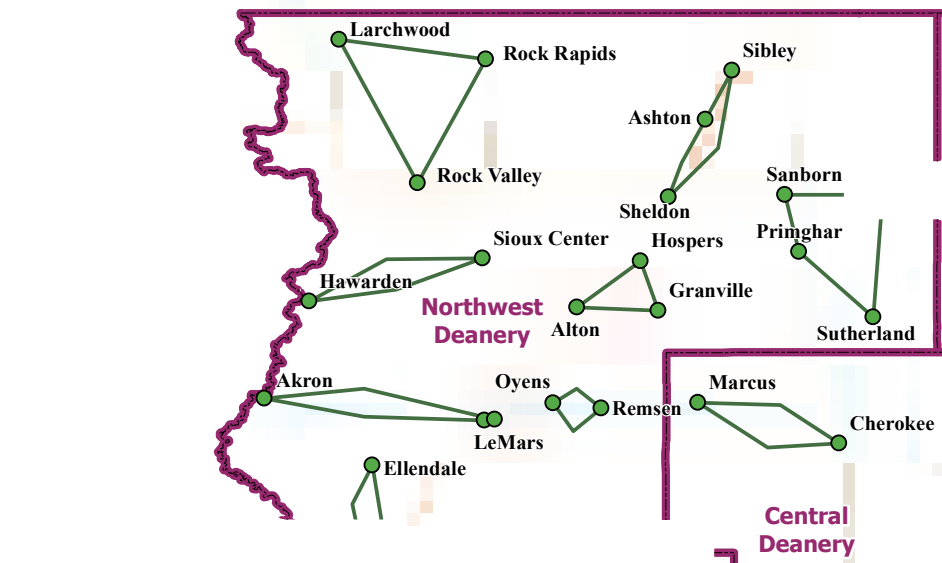 Larchwood
Rock Rapids
Sibley
Ashton
Rock Valley
Sanborn
Sheldon
Sioux Center
Hospers
Primghar
Hawarden
Granville
Northwest
Deanery
Alton
Sutherland
Akron
Oyens
Marcus
Remsen
Cherokee
LeMars
Ellendale
Central
Deanery